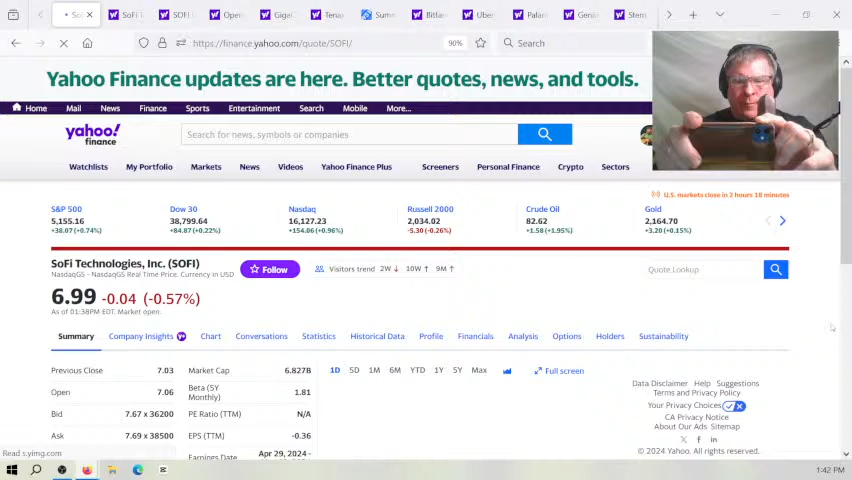 Sof
SoFi T
SOFI
Open
Giga
Tena
Summ
Bitla
Uber
Palan
Genie
Stem
https://finance.yahoo.com/quote/SOFI/
90%
Search
Yahoo Finance updates are here. Better quotes, news, and tools.
Home Mail News Finance Sports Entertainment Search Mobile More...
yahoo!
finance
Search for news, symbols or companies
Watchlists My Portfolio Markets News Videos Yahoo Finance Plus Screeners Personal Finance Crypto Sectors
U.S. markets close in 2 hours 18 minutes
S&P 500 Dow 30 Nasdaq Russell 2000 Crude Oil Gold
5,155.16 38,799.64 16,127.23 2,034.02 82.62 2,164.70
+38.07 (+0.74%) +84.87 (+0.22%) +154.06 (+0.96%) -5.30 (-0.26%) +1.58 (+1.95%) +3.20 (+0.15%)
SoFi Technologies, Inc. (SOFI)
NasdaqGS - NasdaqGS Real Time Price. Currency in USD
Follow
Visitors trend 2W ↓ 10W ↑ 9M ↑
Quote Lookup
6.99 -0.04 (-0.57%)
As of 01:38PM EDT. Market open.
Summary Company Insights Chart Conversations Statistics Historical Data Profile Financials Analysis Options Holders Sustainability
Previous Close 7.03
Open 7.06
Bid 7.67 x 36200
Ask 7.69 x 38500
Market Cap 6.827B
Beta (5Y
Monthly) 1.81
PE Ratio (TTM) N/A
EPS (TTM) -0.36
Earnings Date Apr 29, 2024 -
1D 5D 1M 6M YTD 1Y 5Y Max
Full screen
Data Disclaimer Help Suggestions
Terms and Privacy Policy
Your Privacy Choices
CA Privacy Notice
About Our Ads Sitemap
© 2024 Yahoo. All rights reserved.
Read s.yimg.com
1:42 PM